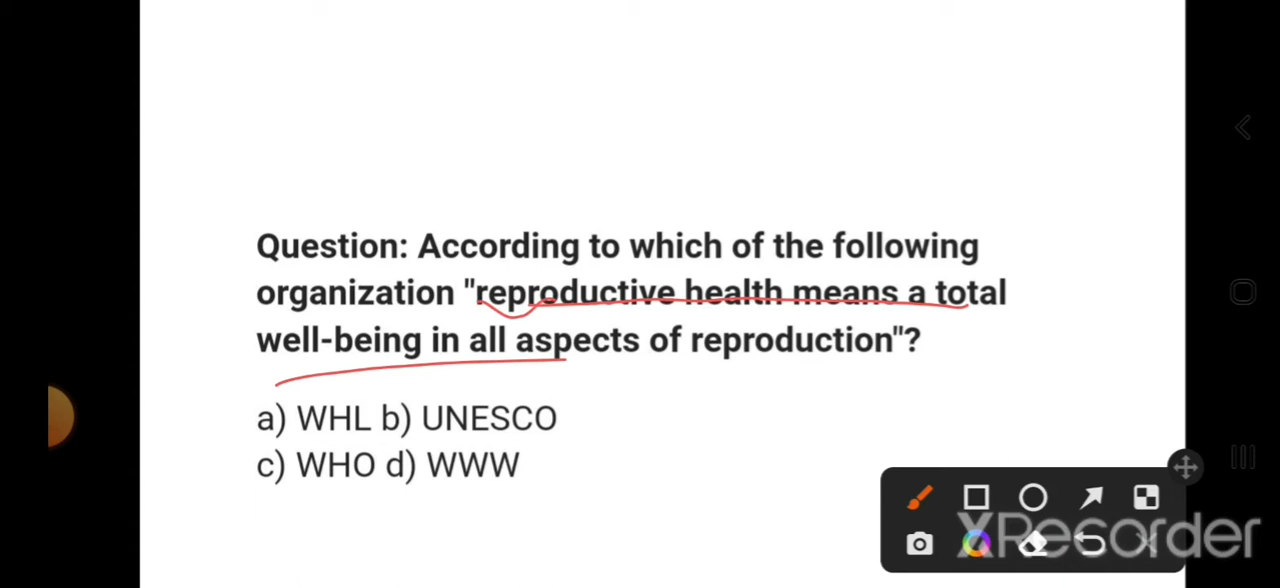 Question: According to which of the following
organization "reproductive health means a total
well-being in all aspects of reproduction"?
a) WHL b) UNESCO
c) WHO d) WWW
XRecorder